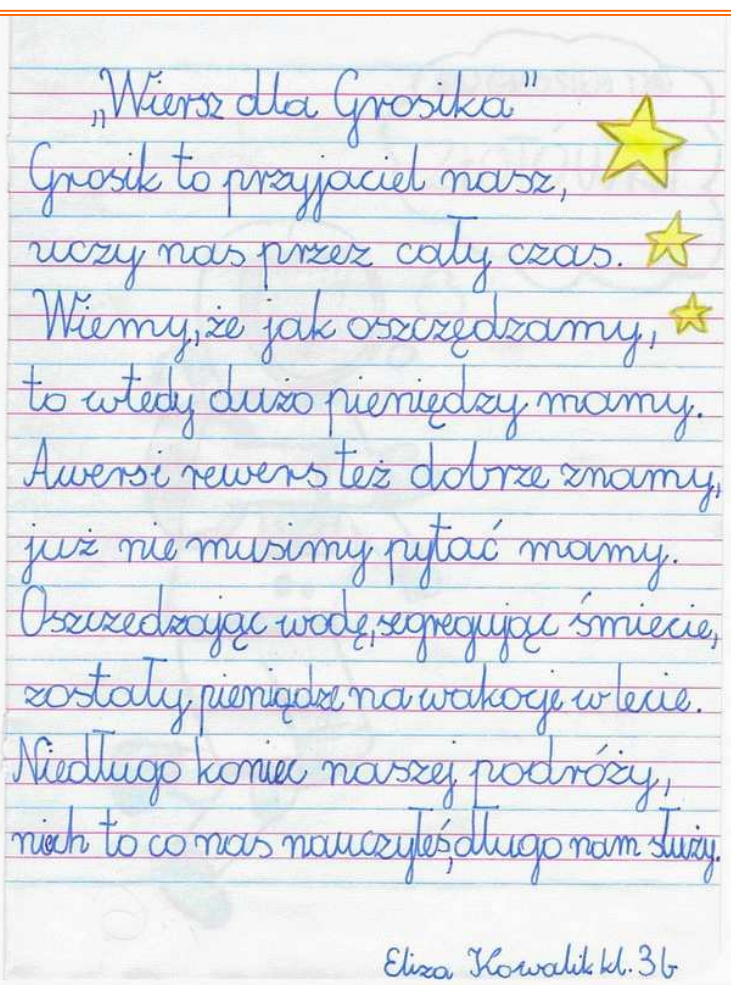 „Wiersz dla Grosika"
Grosik to przyjaciel nasz,
uczy nas przez cały czas.
Wiemy, że jak oszczędzamy,
to wtedy dużo pieniędzy mamy.
Awers i rewers też dobrze znamy,
już nie musimy pytać mamy.
Oszczedzając wodę, segregując śmiecie,
zostały pieniądze na wakacje w lecie.
Niedługo koniec naszej podróży,
niech to co nas nauczyłeś, długo nam służy.
Eliza Kowalik kl. 3b